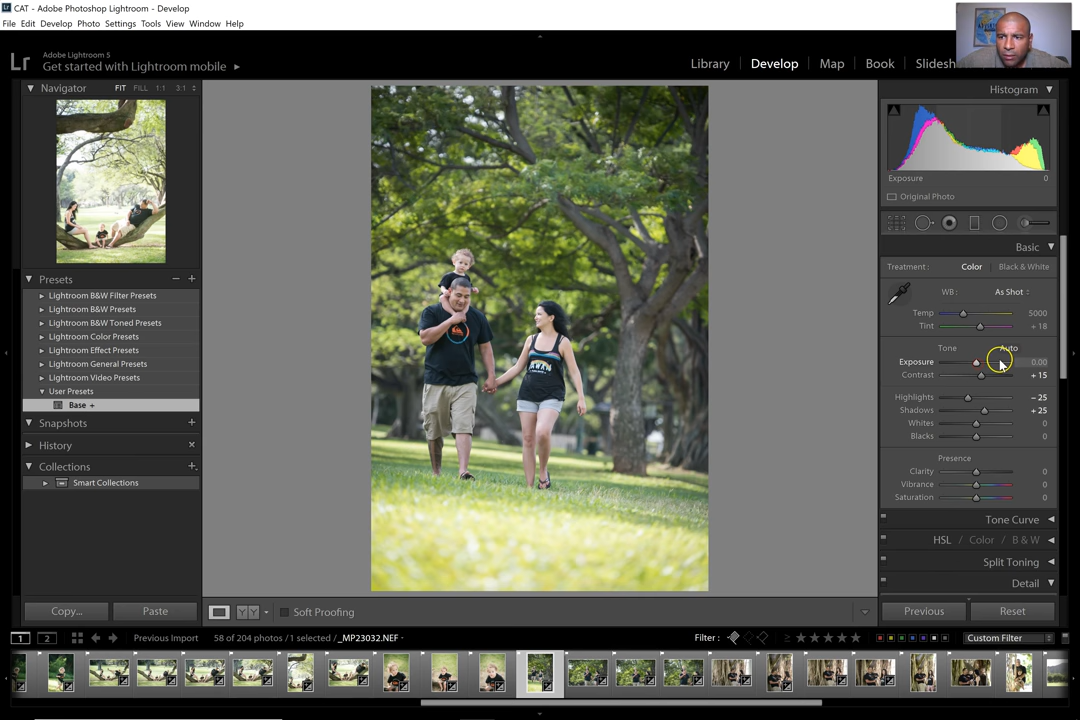 CAT - Adobe Photoshop Lightroom - Develop
File Edit Develop Photo Settings Tools View Window Help
Lr
Adobe Lightroom 5
Get started with Lightroom mobile
Library Develop Map Book Slidesh
Navigator FIT FILL 1:1 3:1
Presets
Lightroom B&W Filter Presets
Lightroom B&W Presets
Lightroom B&W Toned Presets
Lightroom Color Presets
Lightroom Effect Presets
Lightroom General Presets
Lightroom Video Presets
User Presets
Base +
Snapshots
History
Collections
Smart Collections
Copy... Paste
HAWAII
Soft Proofing
Histogram
Exposure 0
Original Photo
Basic
Treatment : Color Black & White
WB : As Shot
Temp 5000
Tint + 18
Tone Auto
Exposure 0.00
Contrast + 15
Highlights - 25
Shadows + 25
Whites 0
Blacks 0
Presence
Clarity 0
Vibrance 0
Saturation 0
Tone Curve
HSL / Color / B & W
Split Toning
Detail
Previous Reset
1 2 Previous Import 58 of 204 photos / 1 selected / _MP23032.NEF Filter : Custom Filter